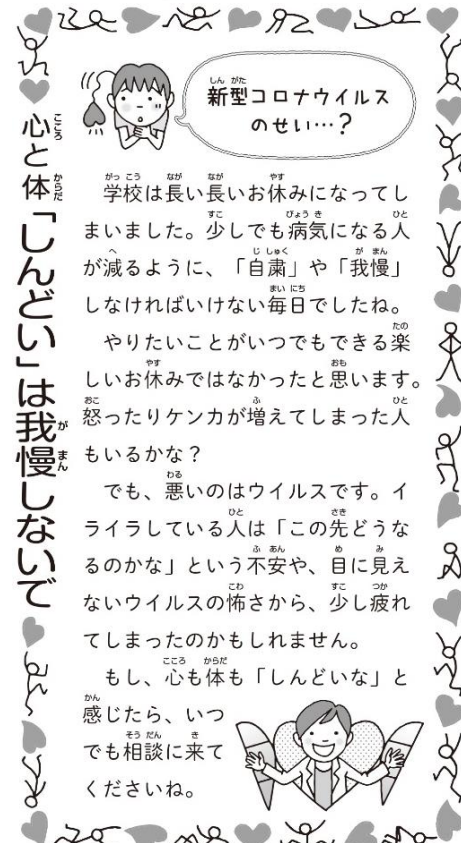 心と体「しんどい」は我慢しないで
新型コロナウイルス
のせい…?
学校は長い長いお休みになってし
まいました。少しでも病気になる人
が減るように、「自粛」や「我慢」
しなければいけない毎日でしたね。
やりたいことがいつでもできる楽
しいお休みではなかったと思います。
怒ったりケンカが増えてしまった人
もいるかな?
でも、悪いのはウイルスです。イ
ライラしている人は「この先どうな
るのかな」という不安や、目に見え
ないウイルスの怖さから、少し疲れ
てしまったのかもしれません。
もし、心も体も「しんどいな」と
感じたら、いつ
でも相談に来て
くださいね。